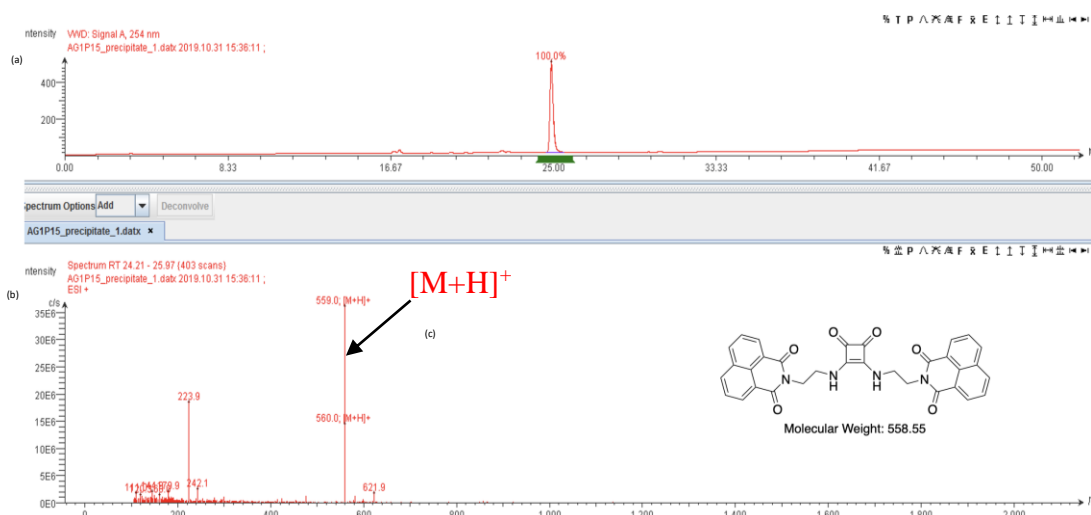 % T P
F E
ntensity VWD: Signal A, 254 nm
AG1P15_precipitate_1.datx 2019.10.31 15:36:11 ;
(a)
100.0%
400
200
0.00 8.33 16.67 25.00 33.33 41.67 50.00
Spectrum Options Add Deconvolve
AG1P15_precipitate_1.datx ×
%
P
F E
ntensity Spectrum RT 24.21 - 25.97 (403 scans)
AG1P15_precipitate_1.datx 2019.10.31 15:36:11 ;
ESI +
(b)
c/s
[M+H]+
559.0; [M+H]+
35E6
30E6
(c)
25E6
20E6
223.9
15E6
560.0; [M+H]+
10E6
5E6
242.1
621.9
0E0
0 200 400 600 800 1,000 1,200 1,400 1,600 1,800 2,000
O O
O O
N N H N H N
O O
Molecular Weight: 558.55